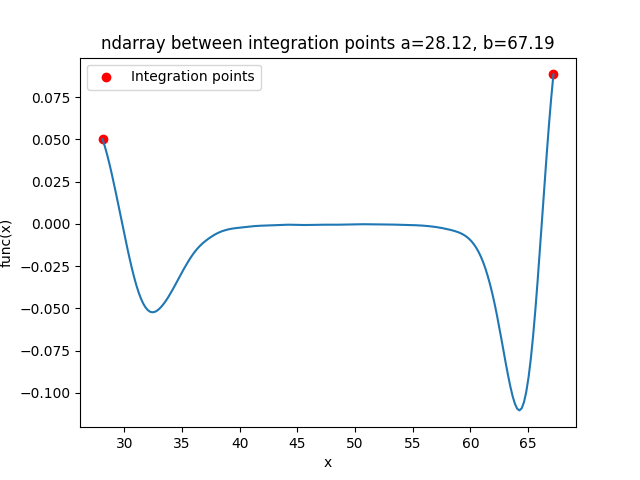 ndarray between integration points a=28.12, b=67.19
Integration points
0.075
0.050
0.025
0.000
−0.025
−0.050
−0.075
−0.100
func(x)
30 35 40 45 50 55 60 65
x